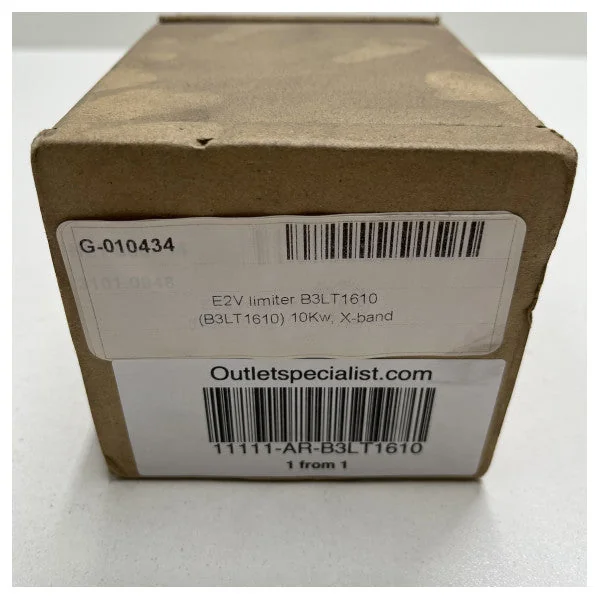 G-010434
E2V limiter B3LT1610
(B3LT1610) 10Kw, X-band
Outletspecialist.com
11111-AR-B3LT1610
1 from 1